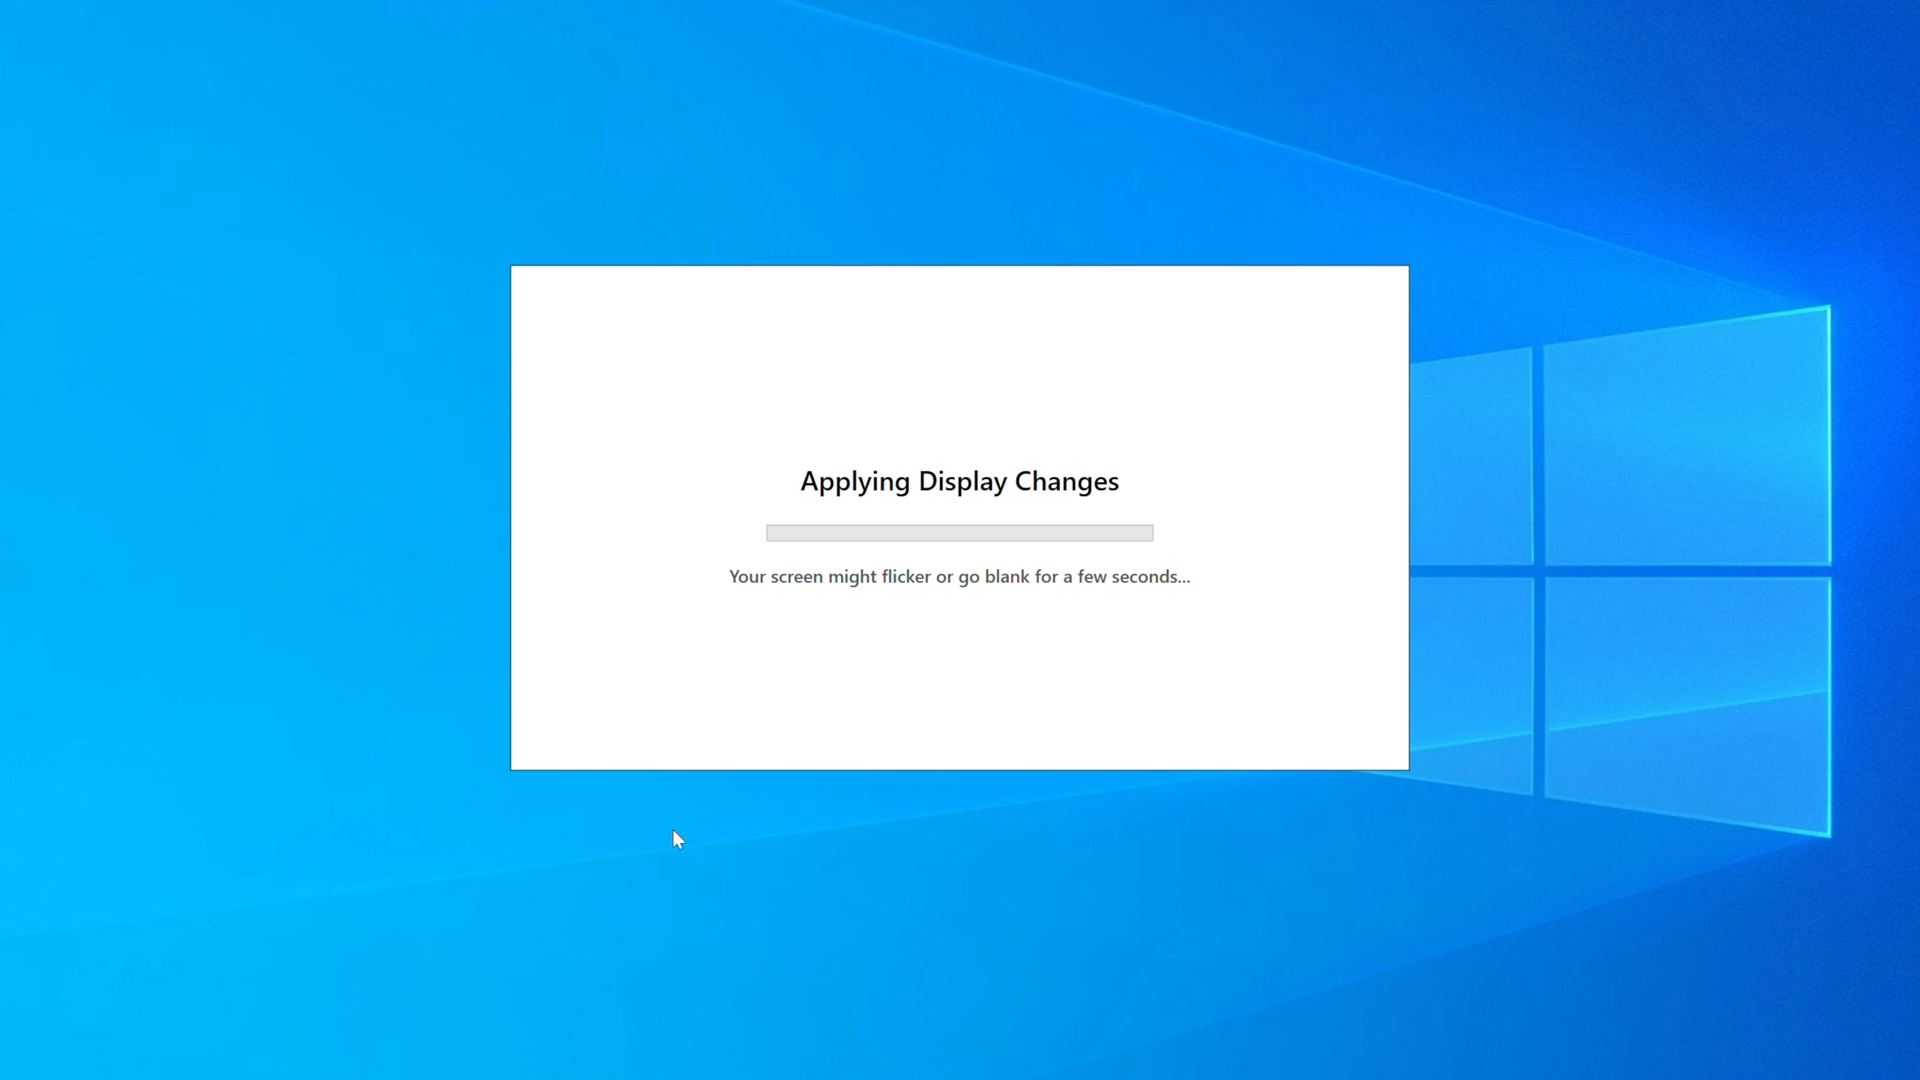 Applying Display Changes
Your screen might flicker or go blank for a few seconds...